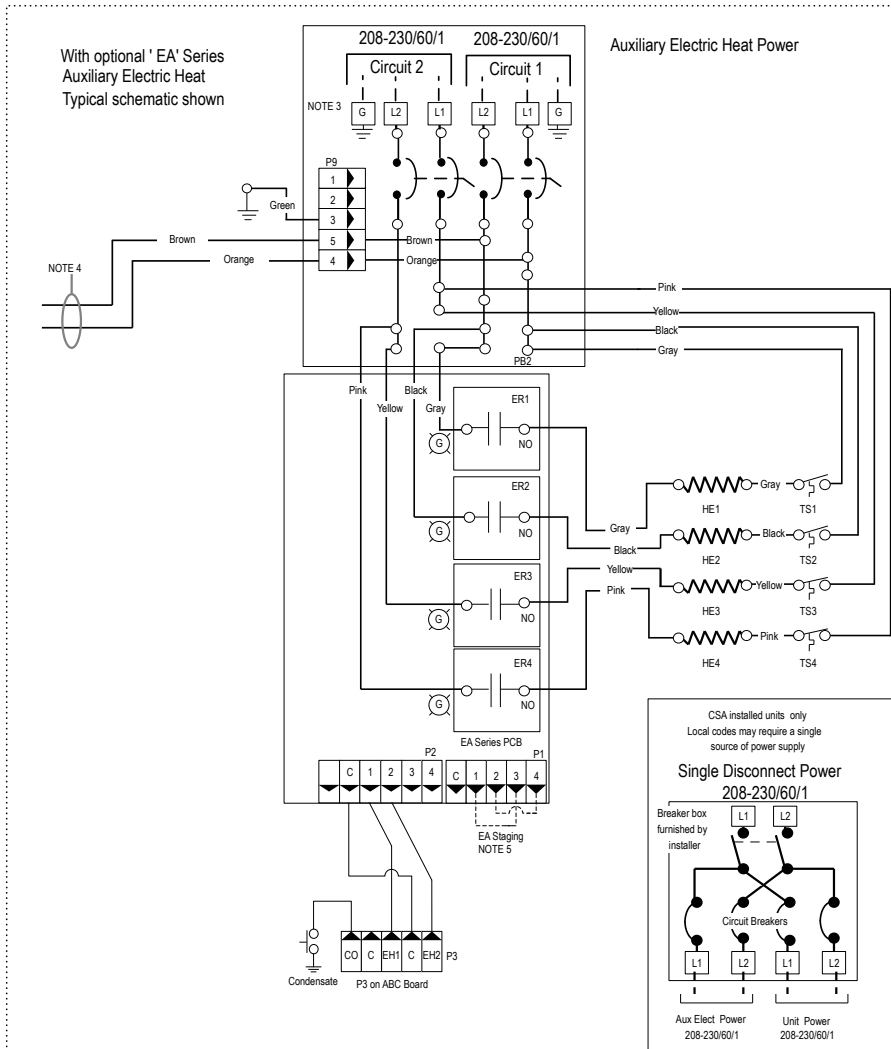 With optional ' EA' Series
Auxiliary Electric Heat
Typical schematic shown
208-230/60/1
208-230/60/1
Auxiliary Electric Heat Power
Circuit 2
Circuit 1
NOTE 3
G
L2
L1
L2
L1
G
P9
1
2
3
5
4
Green
Brown
Brown
Orange
Orange
NOTE 4
Pink
Yellow
Black
Gray
PB2
Pink
Yellow
Black
Gray
ER1
G
NO
ER2
G
NO
ER3
G
NO
ER4
G
NO
Gray
Gray
HE1
TS1
Black
Black
HE2
TS2
Yellow
Yellow
HE3
TS3
Pink
Pink
HE4
TS4
EA Series PCB
P2
P1
C 1 2 3 4
C 1 2 3 4
EA Staging
NOTE 5
CO C EH1 C EH2 P3
Condensate
P3 on ABC Board
CSA installed units only
Local codes may require a single
source of power supply
Single Disconnect Power
208-230/60/1
Breaker box
furnished by
installer
L1
L2
Circuit Breakers
L1
L2
L1
L2
Aux Elect Power
208-230/60/1
Unit Power
208-230/60/1